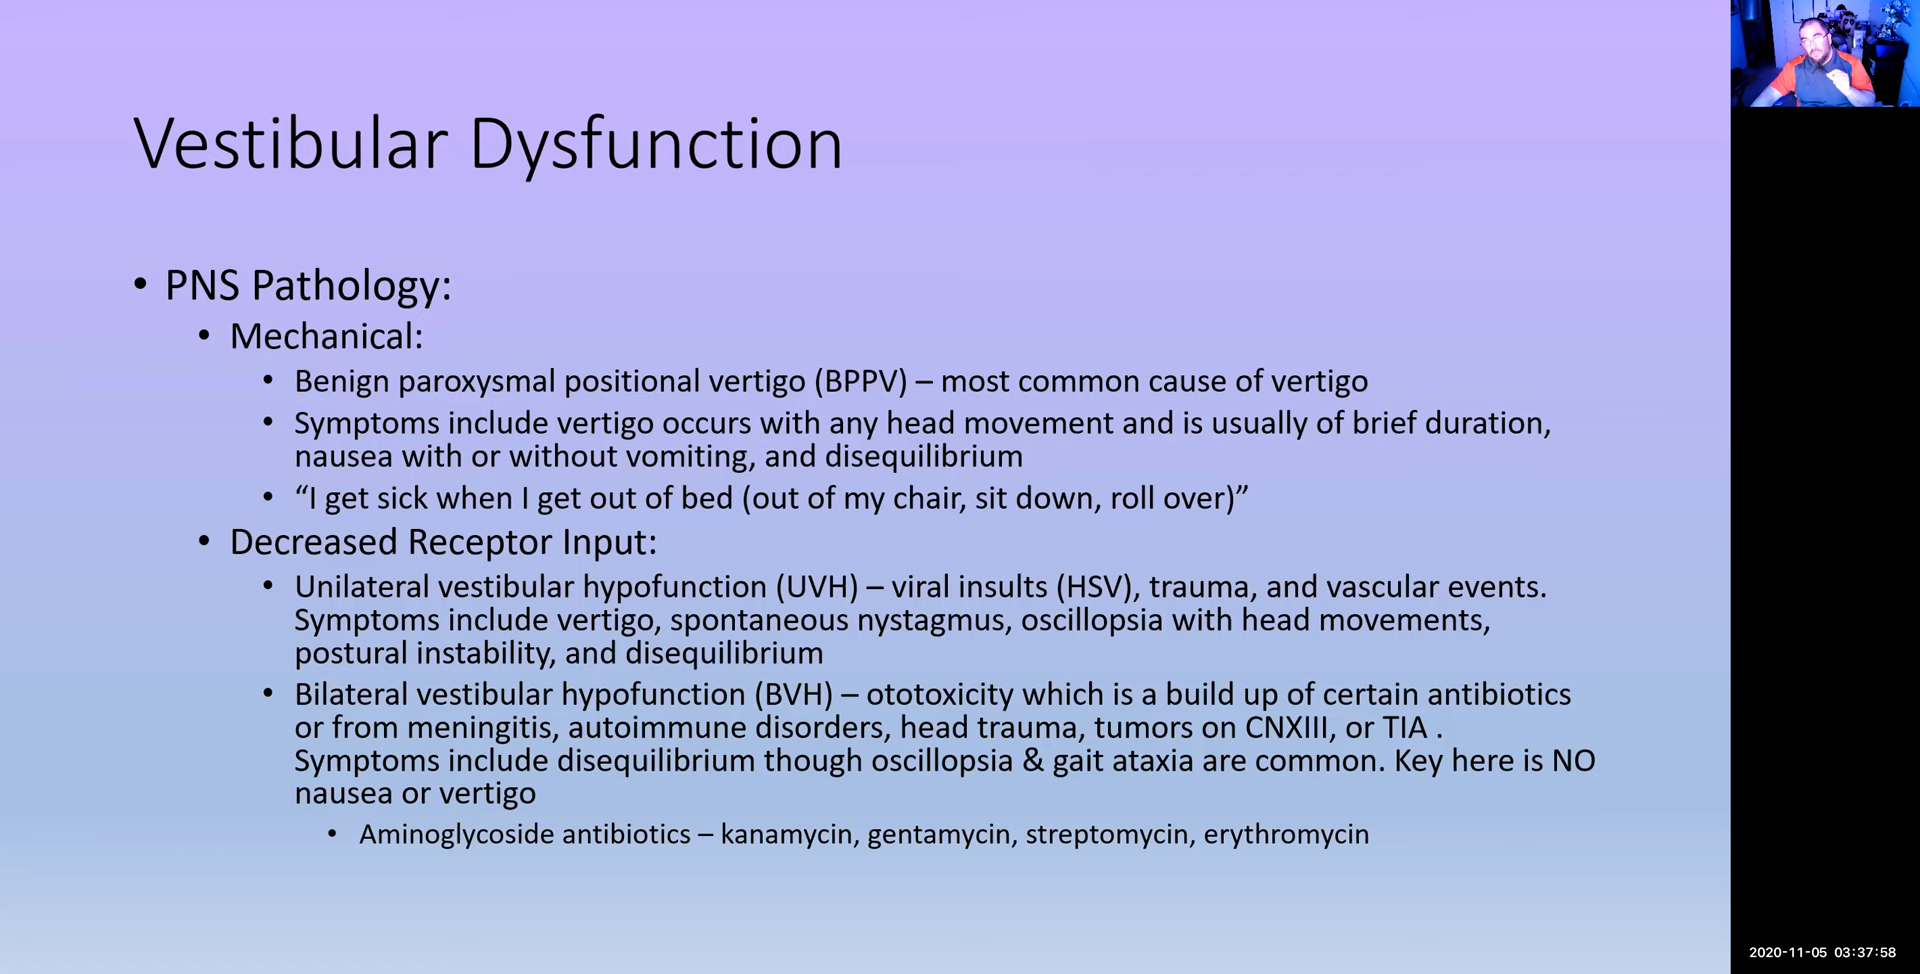 Vestibular Dysfunction
• PNS Pathology:
• Mechanical:
• Benign paroxysmal positional vertigo (BPPV) – most common cause of vertigo
• Symptoms include vertigo occurs with any head movement and is usually of brief duration,
nausea with or without vomiting, and disequilibrium
• “I get sick when I get out of bed (out of my chair, sit down, roll over)”
• Decreased Receptor Input:
• Unilateral vestibular hypofunction (UVH) – viral insults (HSV), trauma, and vascular events.
Symptoms include vertigo, spontaneous nystagmus, oscillopsia with head movements,
postural instability, and disequilibrium
• Bilateral vestibular hypofunction (BVH) – ototoxicity which is a build up of certain antibiotics
or from meningitis, autoimmune disorders, head trauma, tumors on CNXIII, or TIA .
Symptoms include disequilibrium though oscillopsia & gait ataxia are common. Key here is NO
nausea or vertigo
• Aminoglycoside antibiotics – kanamycin, gentamycin, streptomycin, erythromycin
2020-11-05 03:37:58